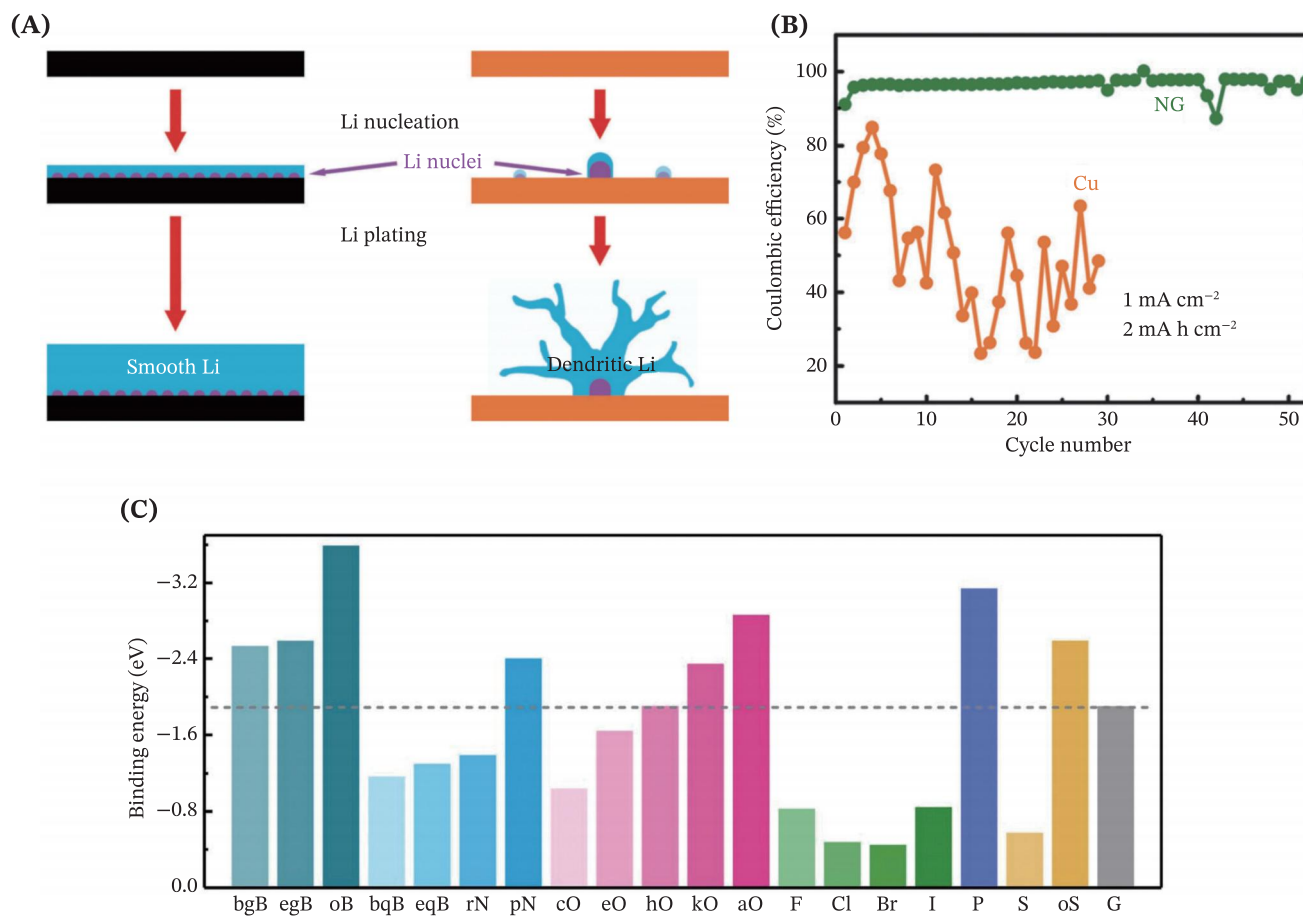 (A)
Li nucleation
Li nuclei
Li plating
Smooth Li
Dendritic Li
(B)
Coulombic efficiency (%)
100
80
60
40
20
NG
Cu
1 mA cm⁻²
2 mA h cm⁻²
0 10 20 30 40 50
Cycle number
(C)
Binding energy (eV)
−3.2
−2.4
−1.6
−0.8
0.0
bgB egB oB bqB eqB rN pN cO eO hO kO aO F Cl Br I P S oS G